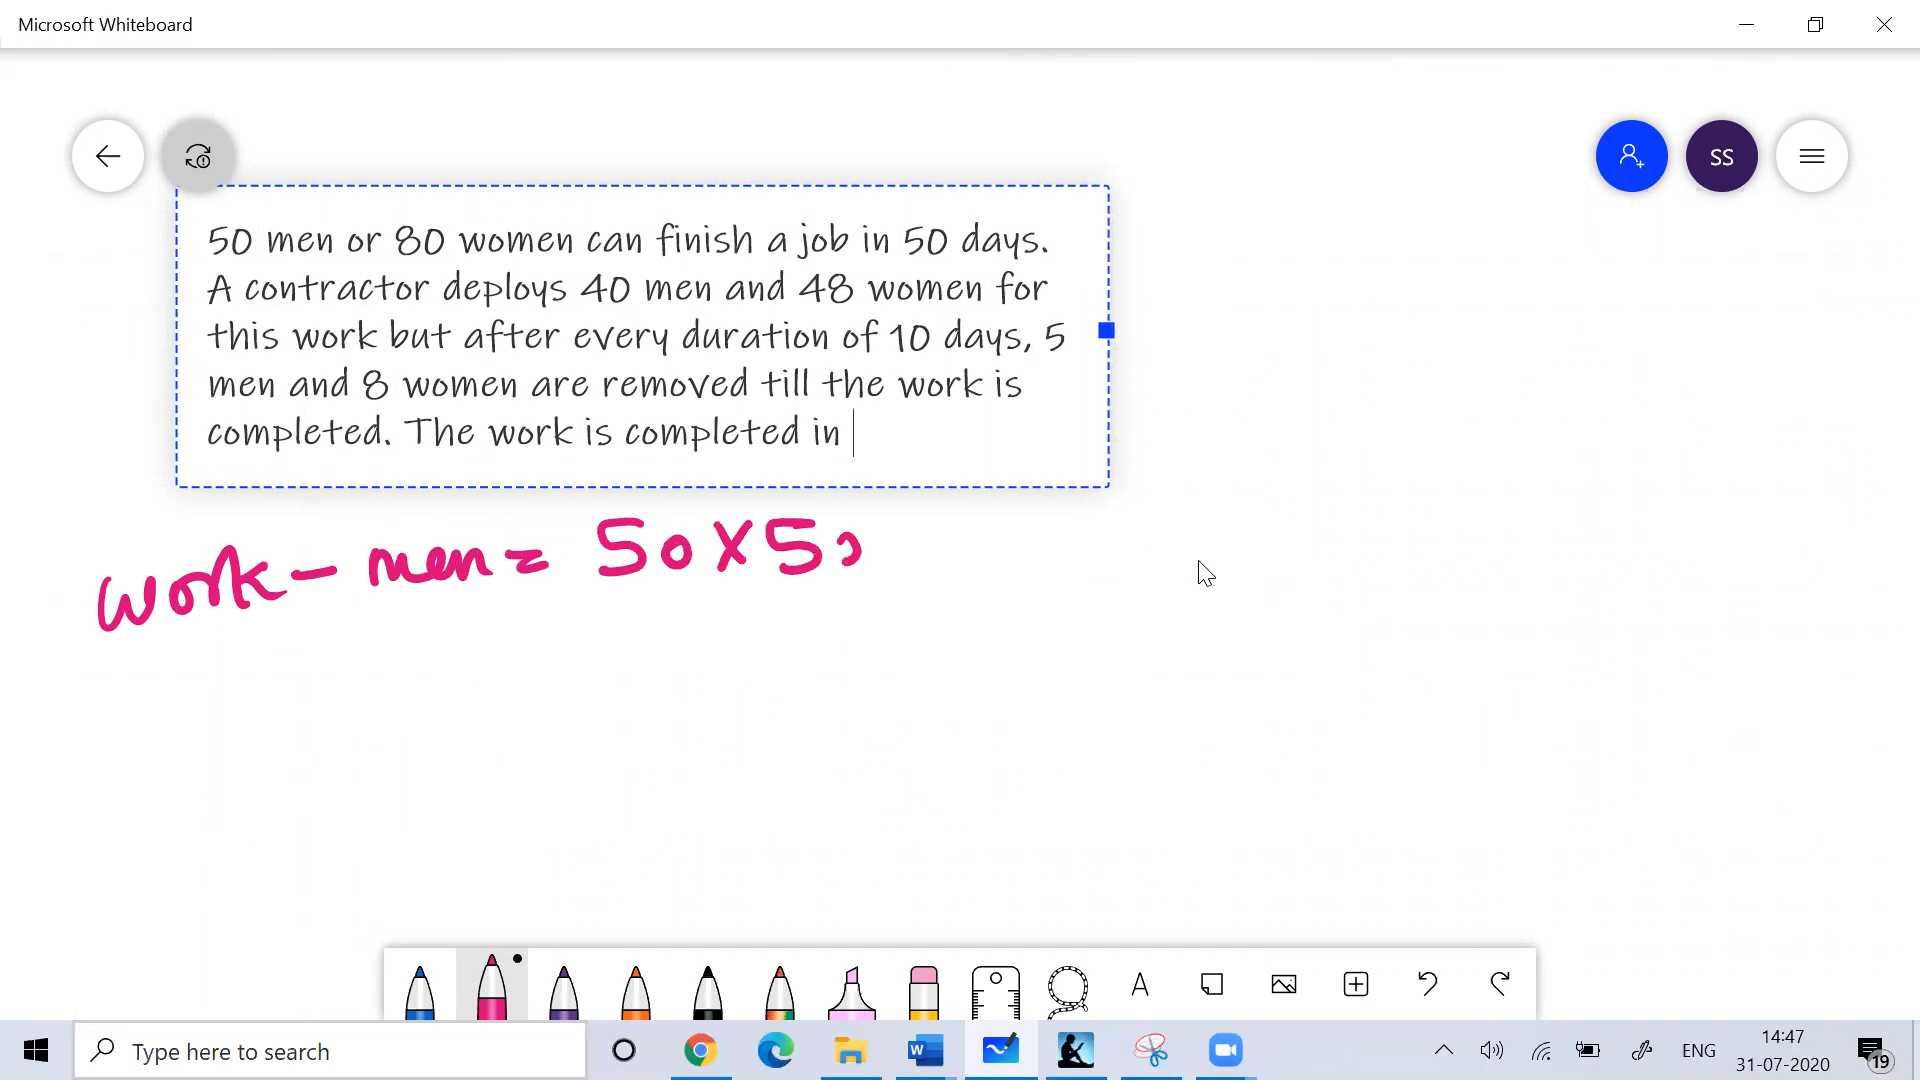 Microsoft Whiteboard
SS
50 men or 80 women can finish a job in 50 days.
A contractor deploys 40 men and 48 women for
this work but after every duration of 10 days, 5
men and 8 women are removed till the work is
completed. The work is completed in
work - men = 50 X 50
A
Type here to search
W
ENG
14:47
31-07-2020
19